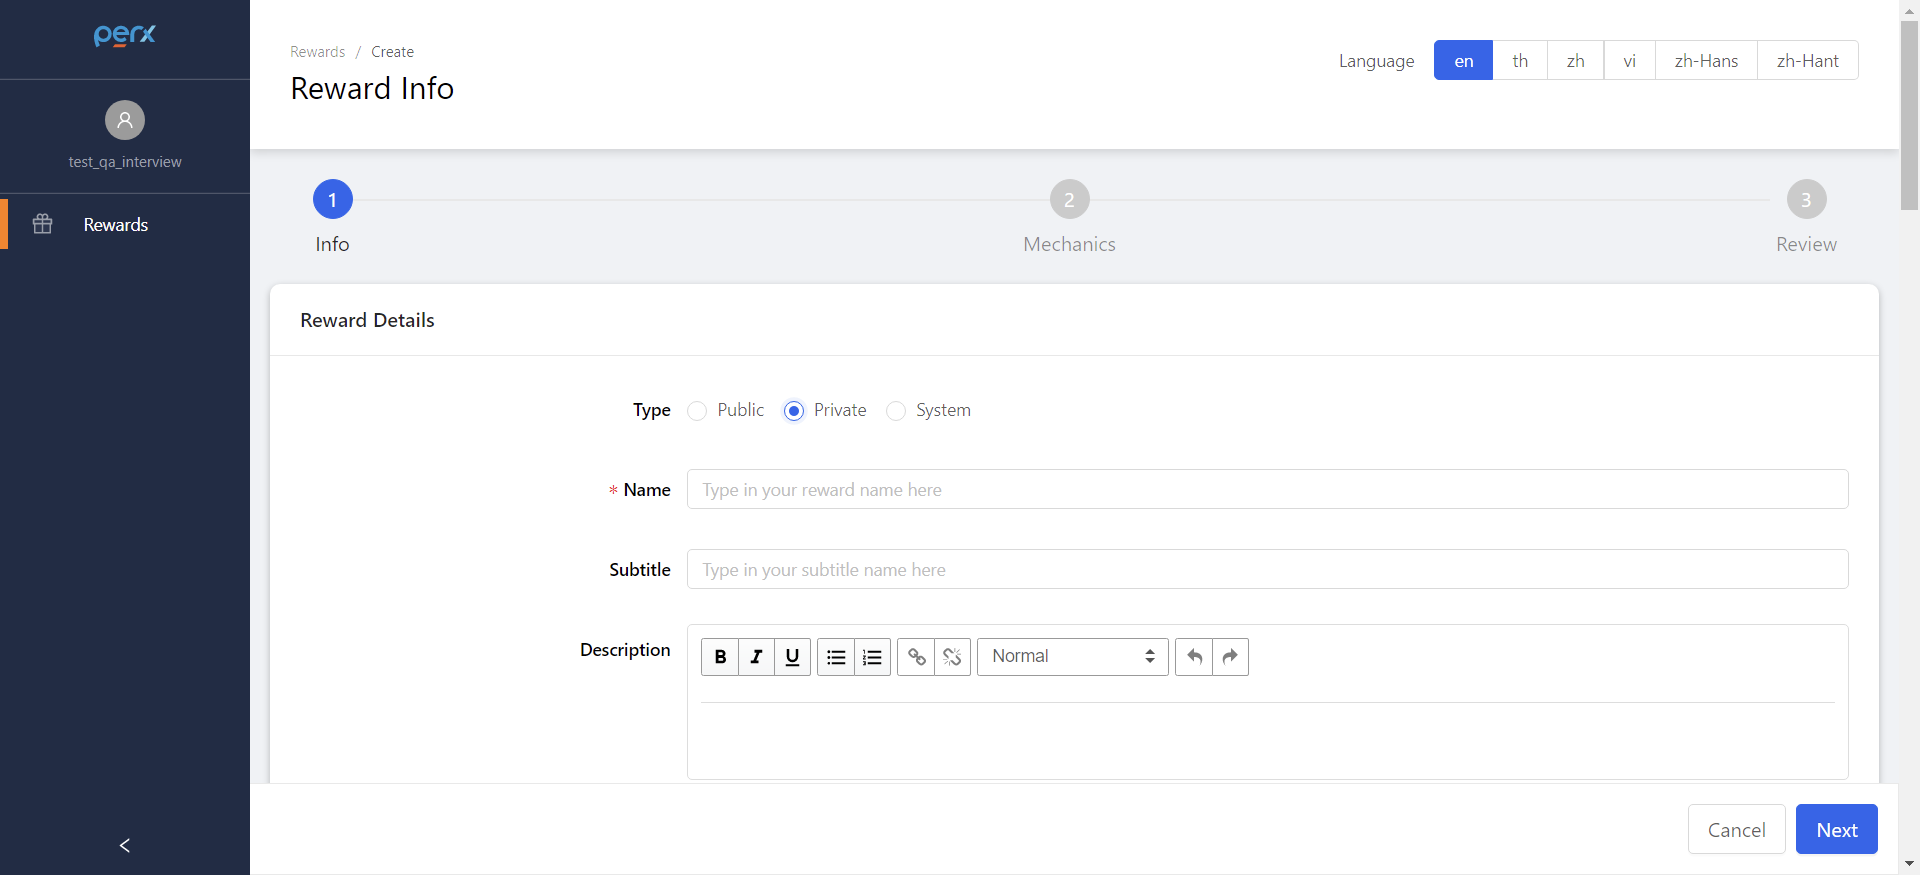 perx
test_qa_interview
Rewards
Rewards / Create
Reward Info
Language en th zh vi zh-Hans zh-Hant
1 2 3
Info Mechanics Review
Reward Details
Type Public Private System
* Name Type in your reward name here
Subtitle Type in your subtitle name here
Description B I U Normal
Cancel Next